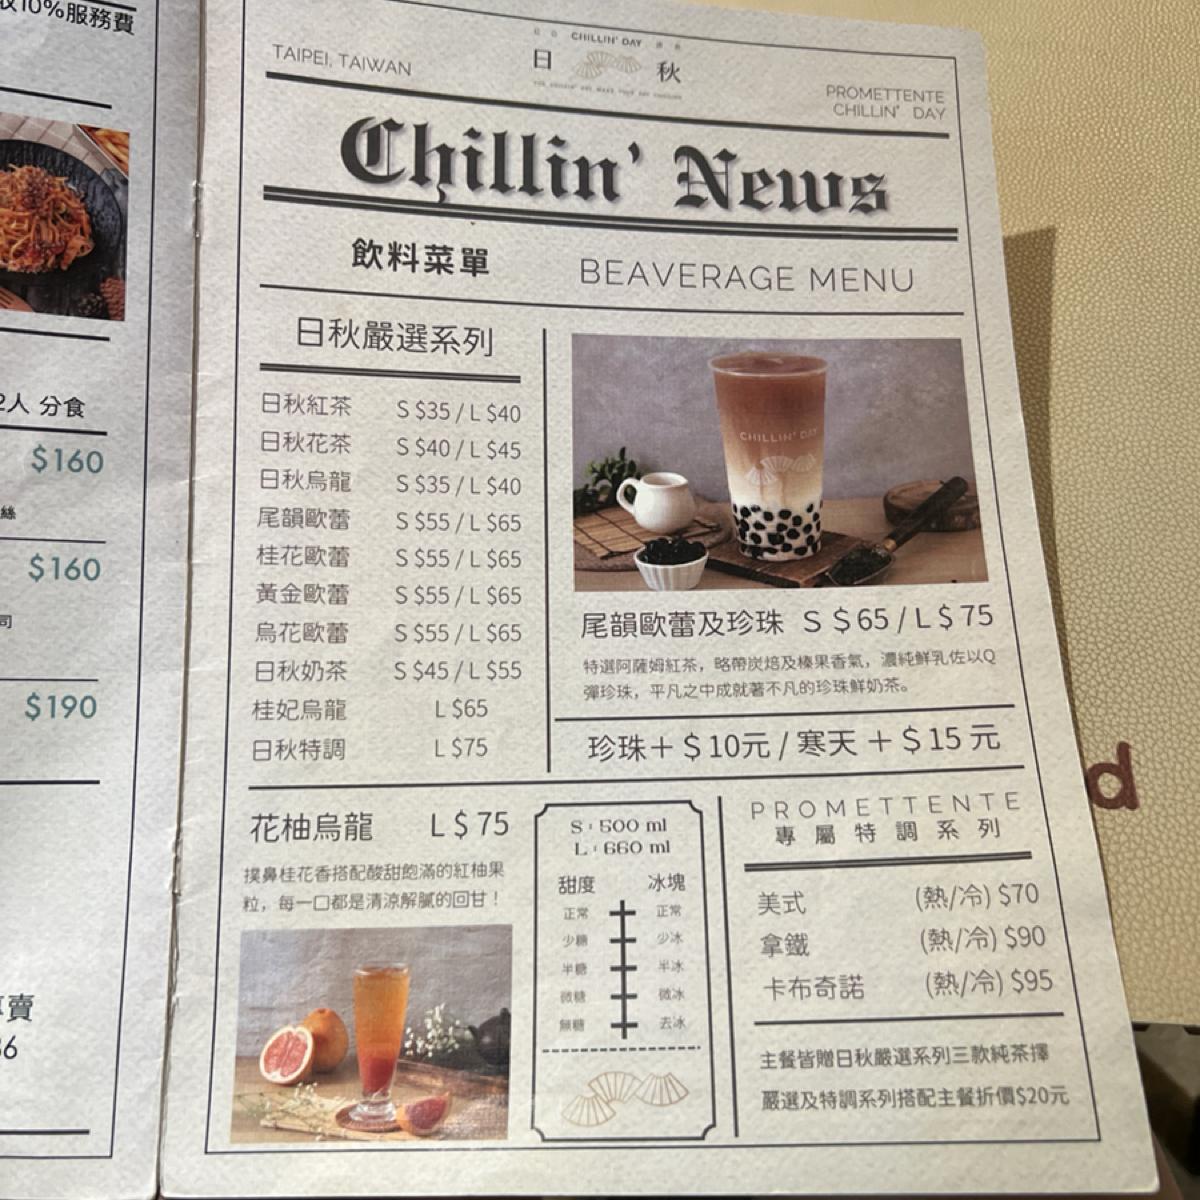 收10%服務費
2人 分食
$160
絲
$160
司
$190
專賣
36
TAIPEI, TAIWAN
CHILLIN' DAY
日 秋
PROMETTENTE
CHILLIN' DAY
Chillin' News
飲料菜單 BEAVERAGE MENU
日秋嚴選系列
日秋紅茶 S $35 / L $40
日秋花茶 S $40 / L $45
日秋烏龍 S $35 / L $40
尾韻歐蕾 S $55 / L $65
桂花歐蕾 S $55 / L $65
黃金歐蕾 S $55 / L $65
烏花歐蕾 S $55 / L $65
日秋奶茶 S $45 / L $55
桂妃烏龍 L $65
日秋特調 L $75
CHILLIN' DAY
尾韻歐蕾及珍珠 S $ 65 / L $ 75
特選阿薩姆紅茶，略帶炭焙及榛果香氣，濃純鮮乳佐以Q
彈珍珠，平凡之中成就著不凡的珍珠鮮奶茶。
珍珠＋＄10元 / 寒天 ＋＄15 元
花柚烏龍 L $ 75
撲鼻桂花香搭配酸甜飽滿的紅柚果
粒，每一口都是清涼解膩的回甘！
S : 500 ml
L : 660 ml
甜度 冰塊
正常 正常
少糖 少冰
半糖 半冰
微糖 微冰
無糖 去冰
PROMETTENTE
專屬特調系列
美式 (熱/冷) $70
拿鐵 (熱/冷) $90
卡布奇諾 (熱/冷) $95
主餐皆贈日秋嚴選系列三款純茶擇
嚴選及特調系列搭配主餐折價$20元
d